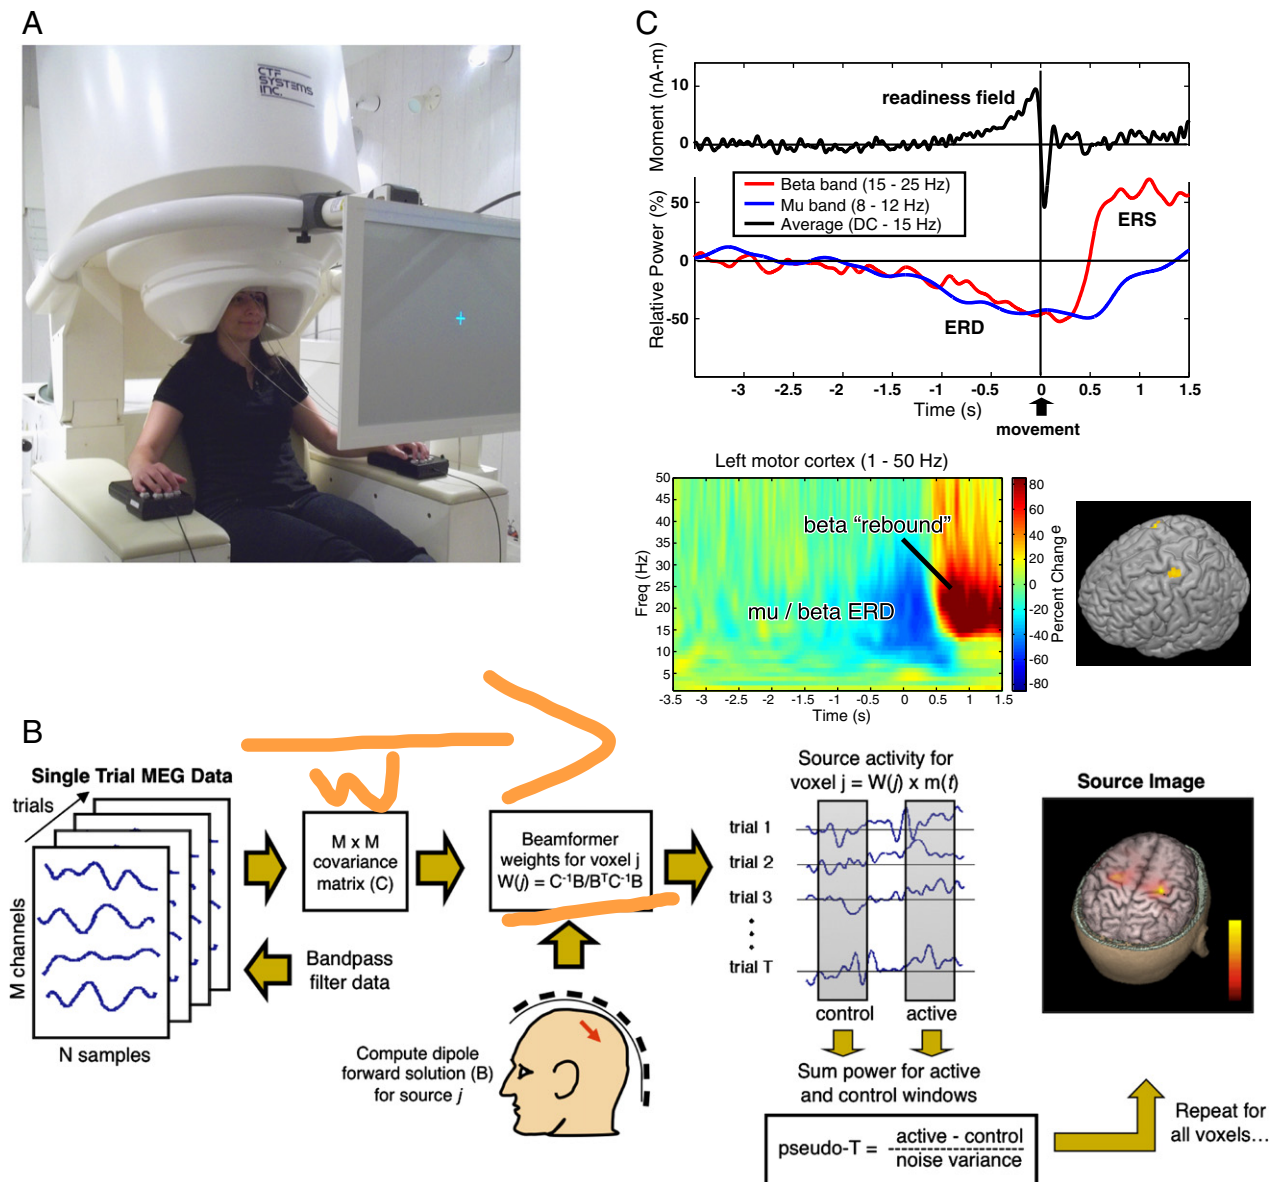 A
CTF
SYSTEMS
INC.
C
Moment (nA-m)
10
0
readiness field
Relative Power (%)
50
0
-50
Beta band (15 - 25 Hz)
Mu band (8 - 12 Hz)
Average (DC - 15 Hz)
ERS
ERD
-3 -2.5 -2 -1.5 -1 -0.5 0 0.5 1 1.5
Time (s)
movement
Left motor cortex (1 - 50 Hz)
Freq (Hz)
50
45
40
35
30
25
20
15
10
5
beta “rebound”
mu / beta ERD
-3.5 -3 -2.5 -2 -1.5 -1 -0.5 0 0.5 1 1.5
Time (s)
80
60
40
20
0
-20
-40
-60
-80
Percent Change
B
Single Trial MEG Data
trials
M channels
N samples
Bandpass
filter data
W
M x M
covariance
matrix (C)
Beamformer
weights for voxel j
W(j) = C⁻¹B/BᵀC⁻¹B
Compute dipole
forward solution (B)
for source j
Source activity for
voxel j = W(j) x m(t)
trial 1
trial 2
trial 3
trial T
control active
Sum power for active
and control windows
pseudo-T = active - control
noise variance
Source Image
Repeat for
all voxels...